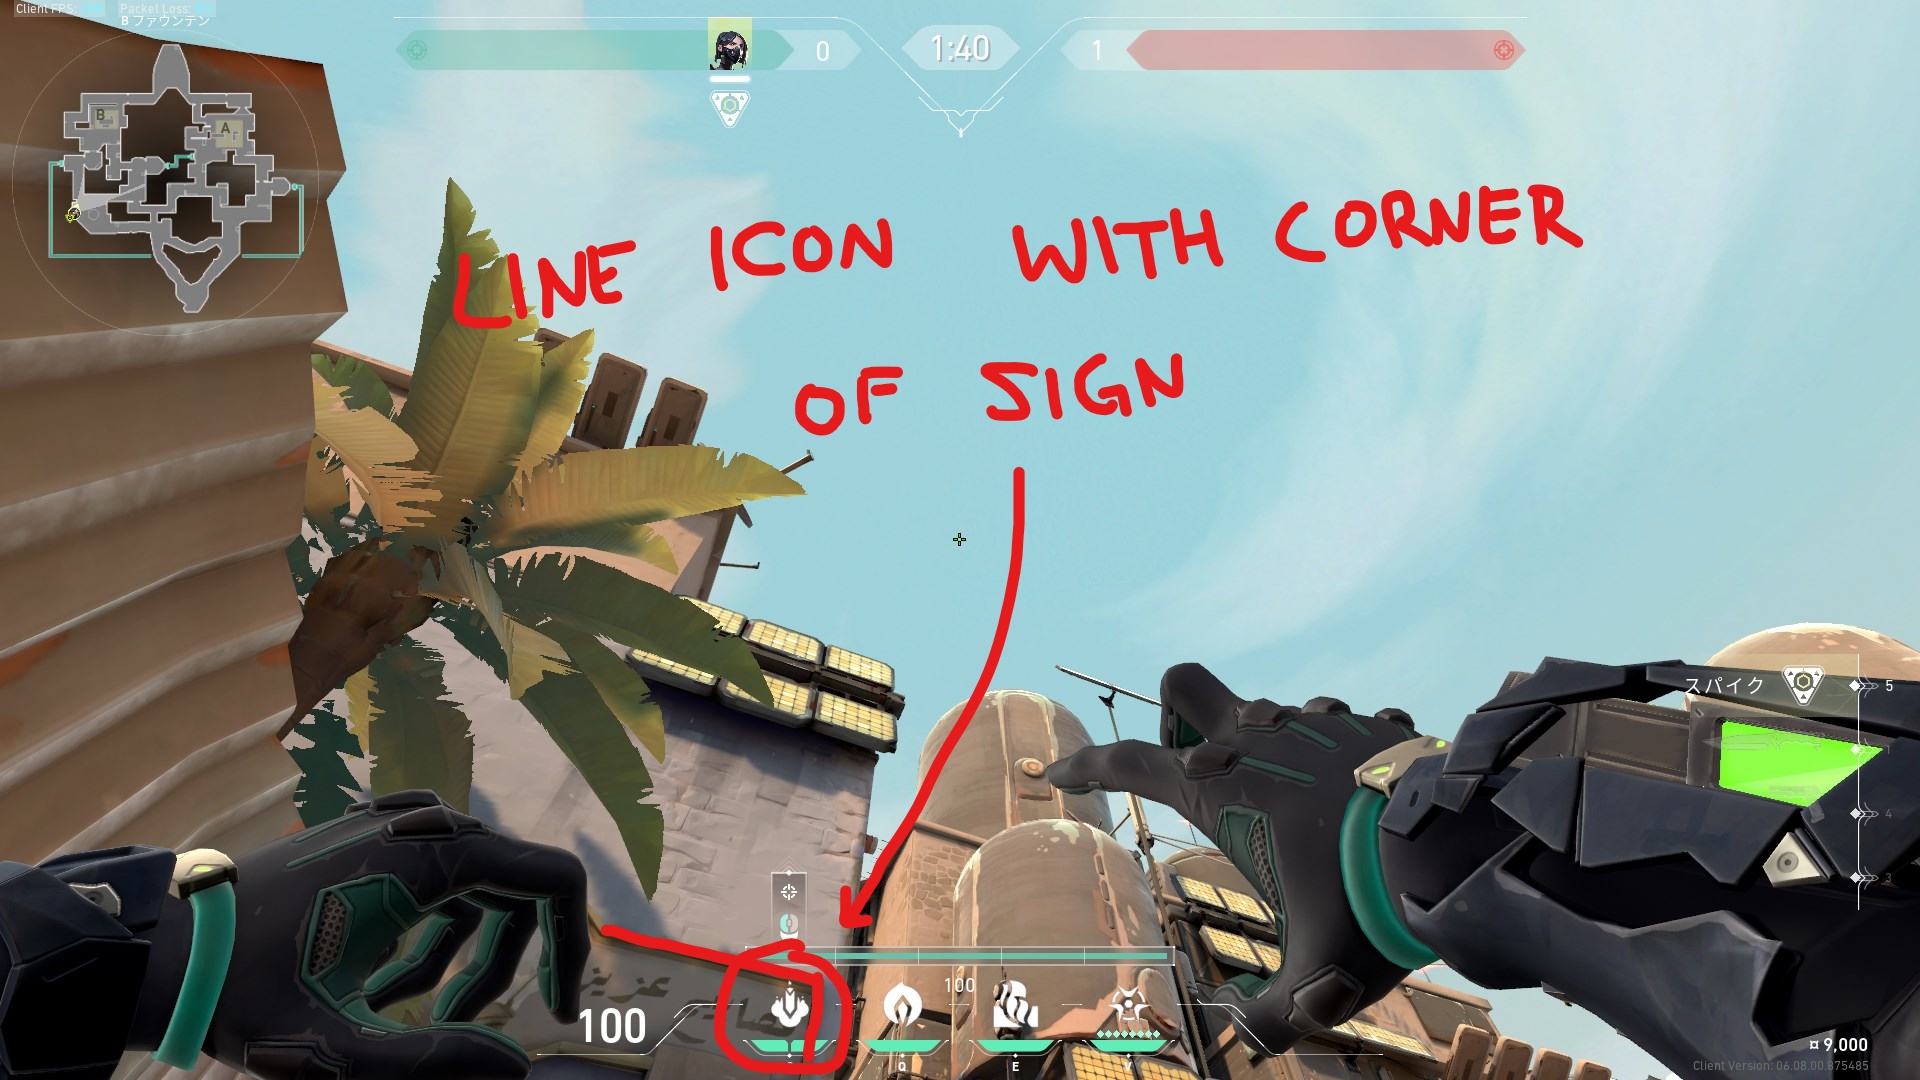 Client FPS:
Packet Loss:
B ファウンテン
B
A
0
1:40
1
LINE ICON WITH CORNER
OF SIGN
スパイク
5
4
3
100
100
Q
E
V
¤ 9,000
Client Version: 06.08.00.875485